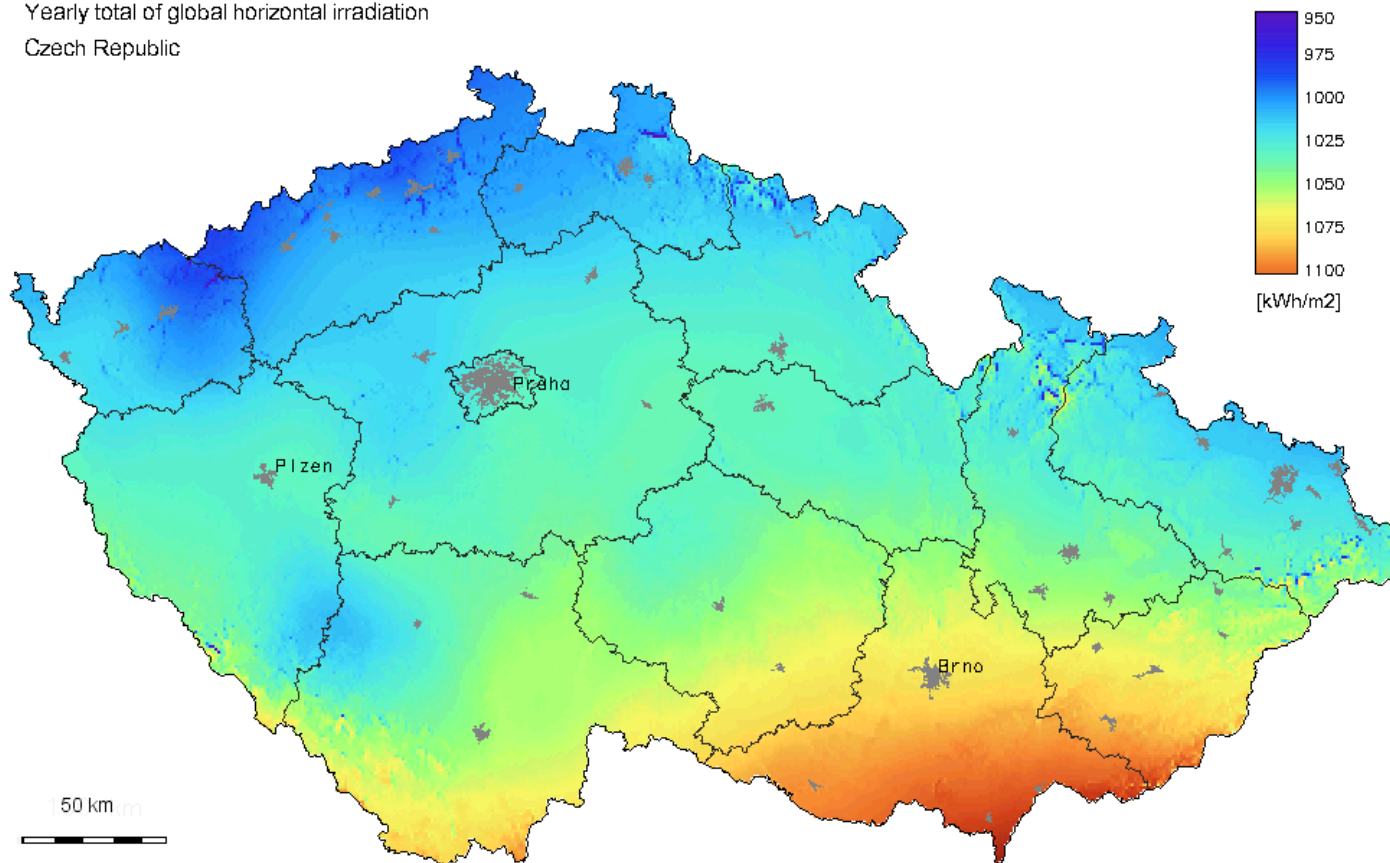 Yearly total of global horizontal irradiation
Czech Republic
950
975
1000
1025
1050
1075
1100
[kWh/m2]
Praha
Plzen
Brno
50 km